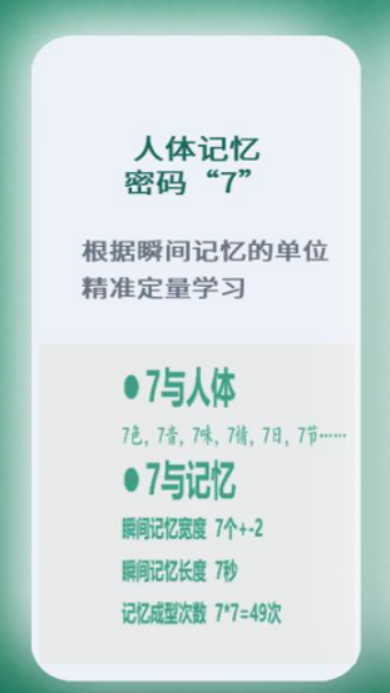 人体记忆
密码“7”
根据瞬间记忆的单位
精准定量学习
●7与人体
7色, 7音, 7味, 7情, 7日, 7节……
●7与记忆
瞬间记忆宽度 7个+-2
瞬间记忆长度 7秒
记忆成型次数 7*7=49次